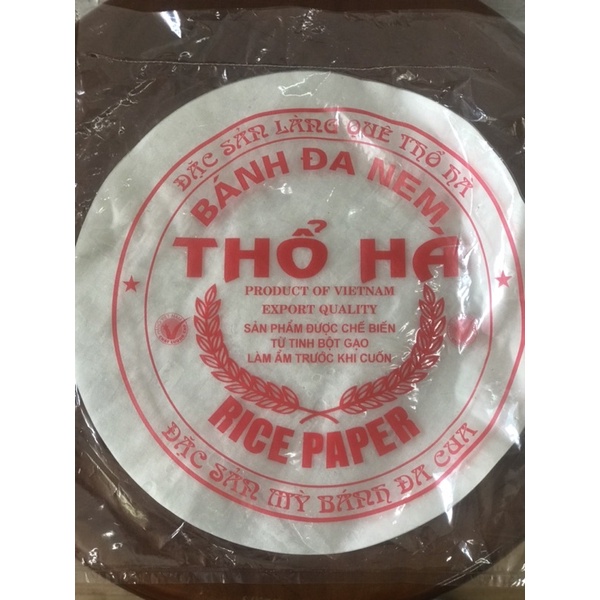 ĐẶC SẢN LÀNG QUÊ THỔ HÀ
BÁNH ĐA NEM
THỔ HÀ
PRODUCT OF VIETNAM
EXPORT QUALITY
SẢN PHẨM ĐƯỢC CHẾ BIẾN
TỪ TINH BỘT GẠO
LÀM ẨM TRƯỚC KHI CUỐN
RICE PAPER
ĐẶC SẢN MỲ BÁNH ĐA CUA